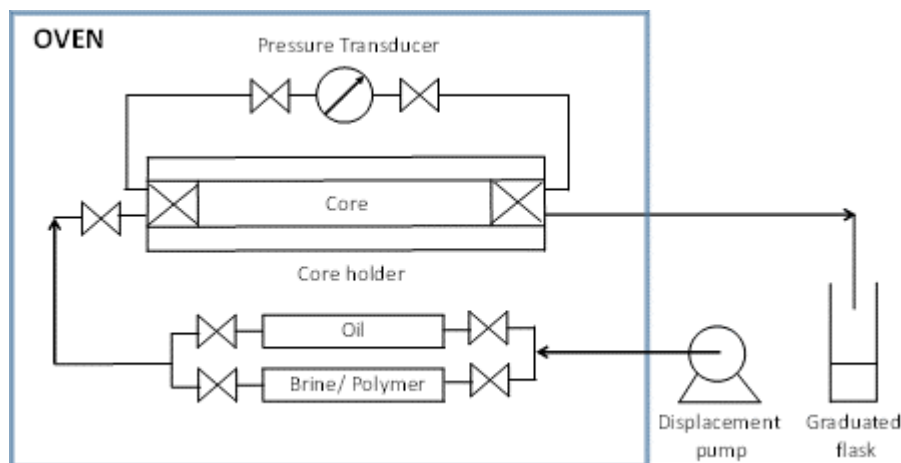 OVEN
Pressure Transducer
Core
Core holder
Oil
Brine/ Polymer
Displacement
pump
Graduated
flask